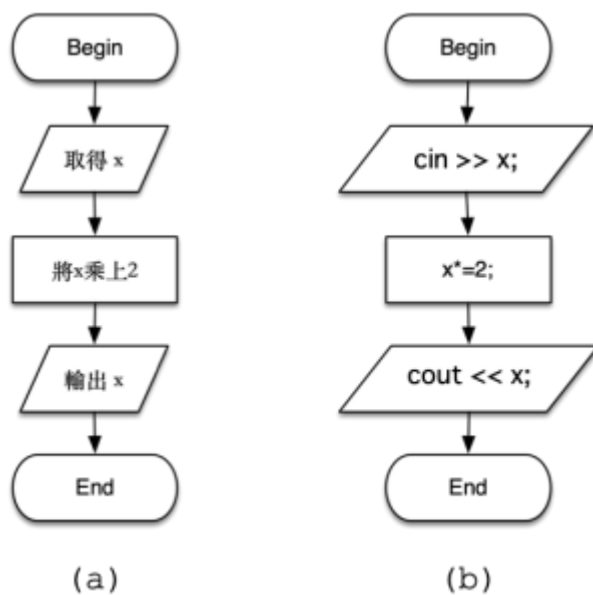 Begin
取得 x
將x乘上2
輸出 x
End
(a)
Begin
cin >> x;
x*=2;
cout << x;
End
(b)